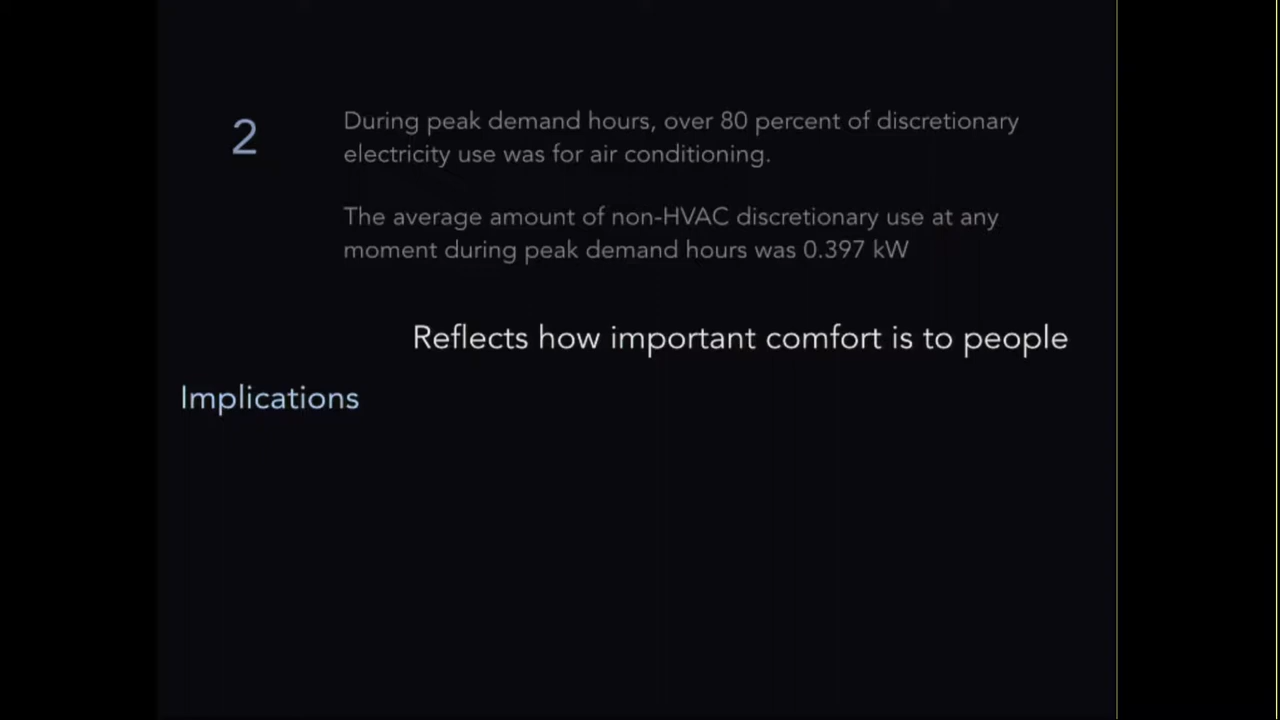 2
During peak demand hours, over 80 percent of discretionary
electricity use was for air conditioning.
The average amount of non-HVAC discretionary use at any
moment during peak demand hours was 0.397 kW
Reflects how important comfort is to people
Implications